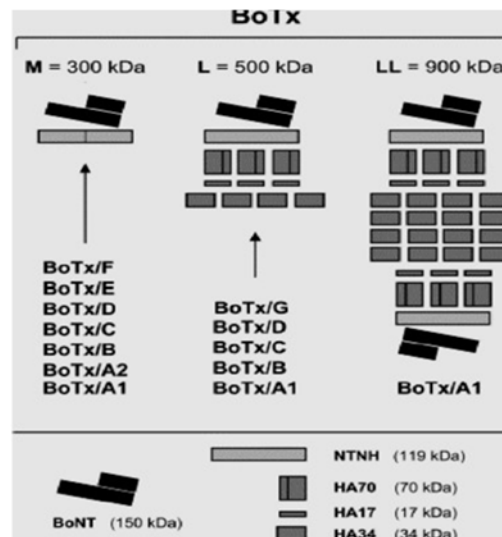 BoTx
M = 300 kDa
L = 500 kDa
LL = 900 kDa
BoTx/F
BoTx/E
BoTx/D
BoTx/C
BoTx/B
BoTx/A2
BoTx/A1
BoTx/G
BoTx/D
BoTx/C
BoTx/B
BoTx/A1
BoTx/A1
BoNT (150 kDa)
NTNH (119 kDa)
HA70 (70 kDa)
HA17 (17 kDa)
HA34 (34 kDa)